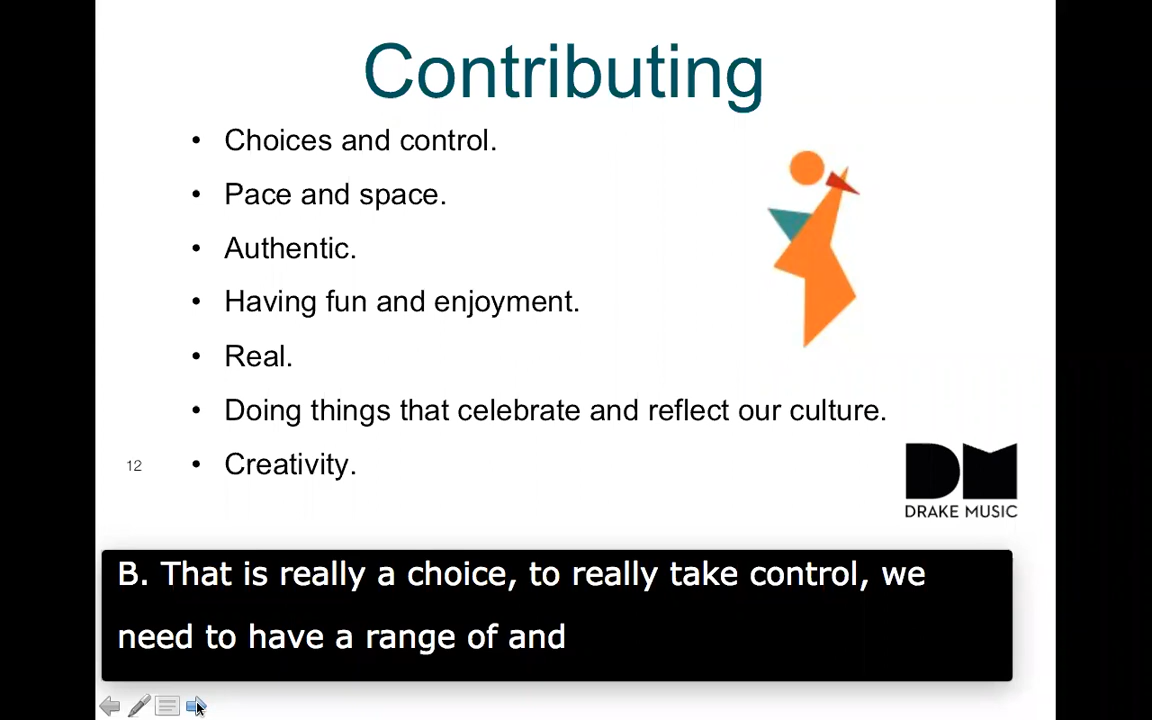 Contributing
• Choices and control.
• Pace and space.
• Authentic.
• Having fun and enjoyment.
• Real.
• Doing things that celebrate and reflect our culture.
12
• Creativity.
DM
DRAKE MUSIC
B. That is really a choice, to really take control, we
need to have a range of and